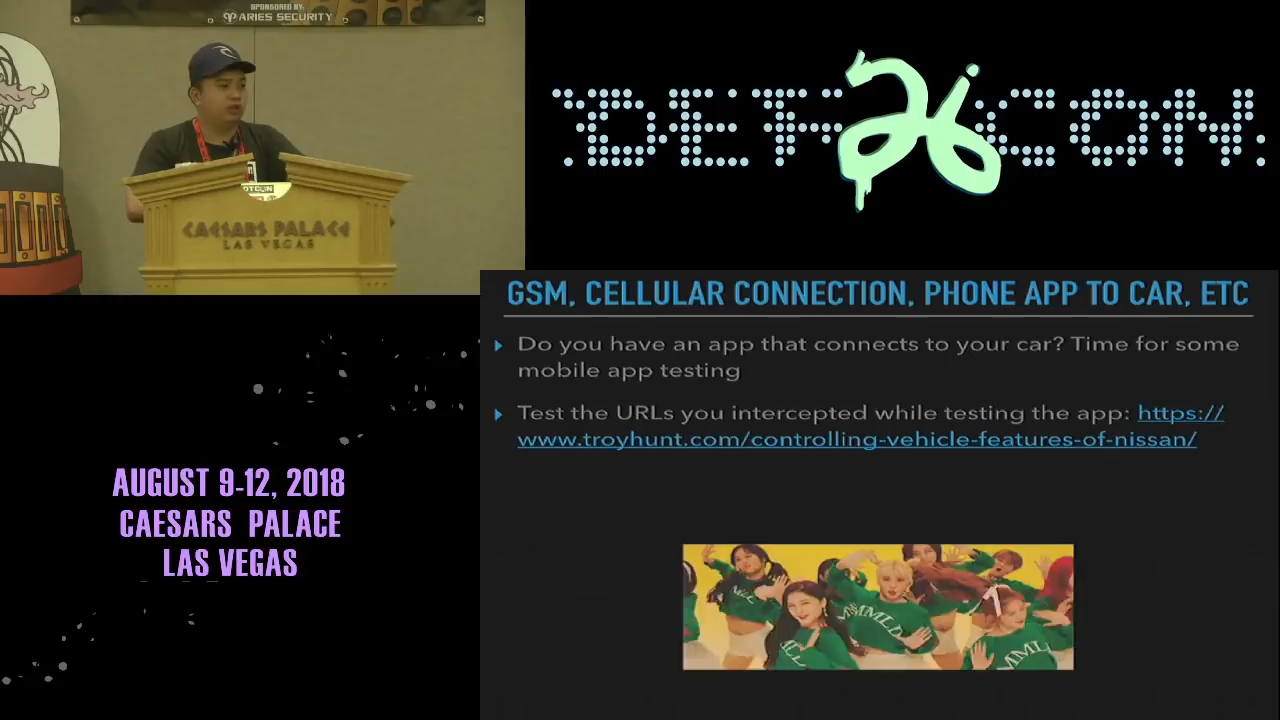 SPONSORED BY:
ARIES SECURITY
CAESARS PALACE
LAS VEGAS
DEF CON
26
GSM, CELLULAR CONNECTION, PHONE APP TO CAR, ETC
Do you have an app that connects to your car? Time for some
mobile app testing
Test the URLs you intercepted while testing the app: https://
www.troyhunt.com/controlling-vehicle-features-of-nissan/
AUGUST 9-12, 2018
CAESARS PALACE
LAS VEGAS